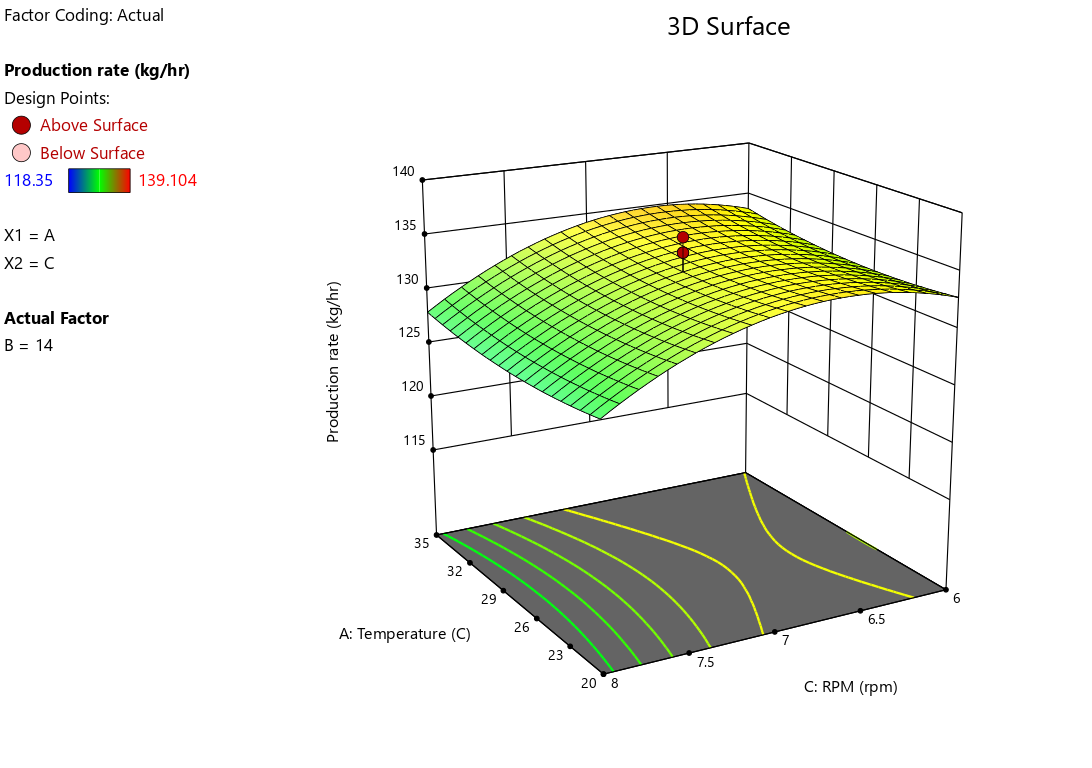 Factor Coding: Actual
3D Surface
Production rate (kg/hr)
Design Points:
Above Surface
Below Surface
118.35 139.104
X1 = A
X2 = C
Actual Factor
B = 14
Production rate (kg/hr)
140
135
130
125
120
115
35
32
29
26
23
20
A: Temperature (C)
8
7.5
7
6.5
6
C: RPM (rpm)